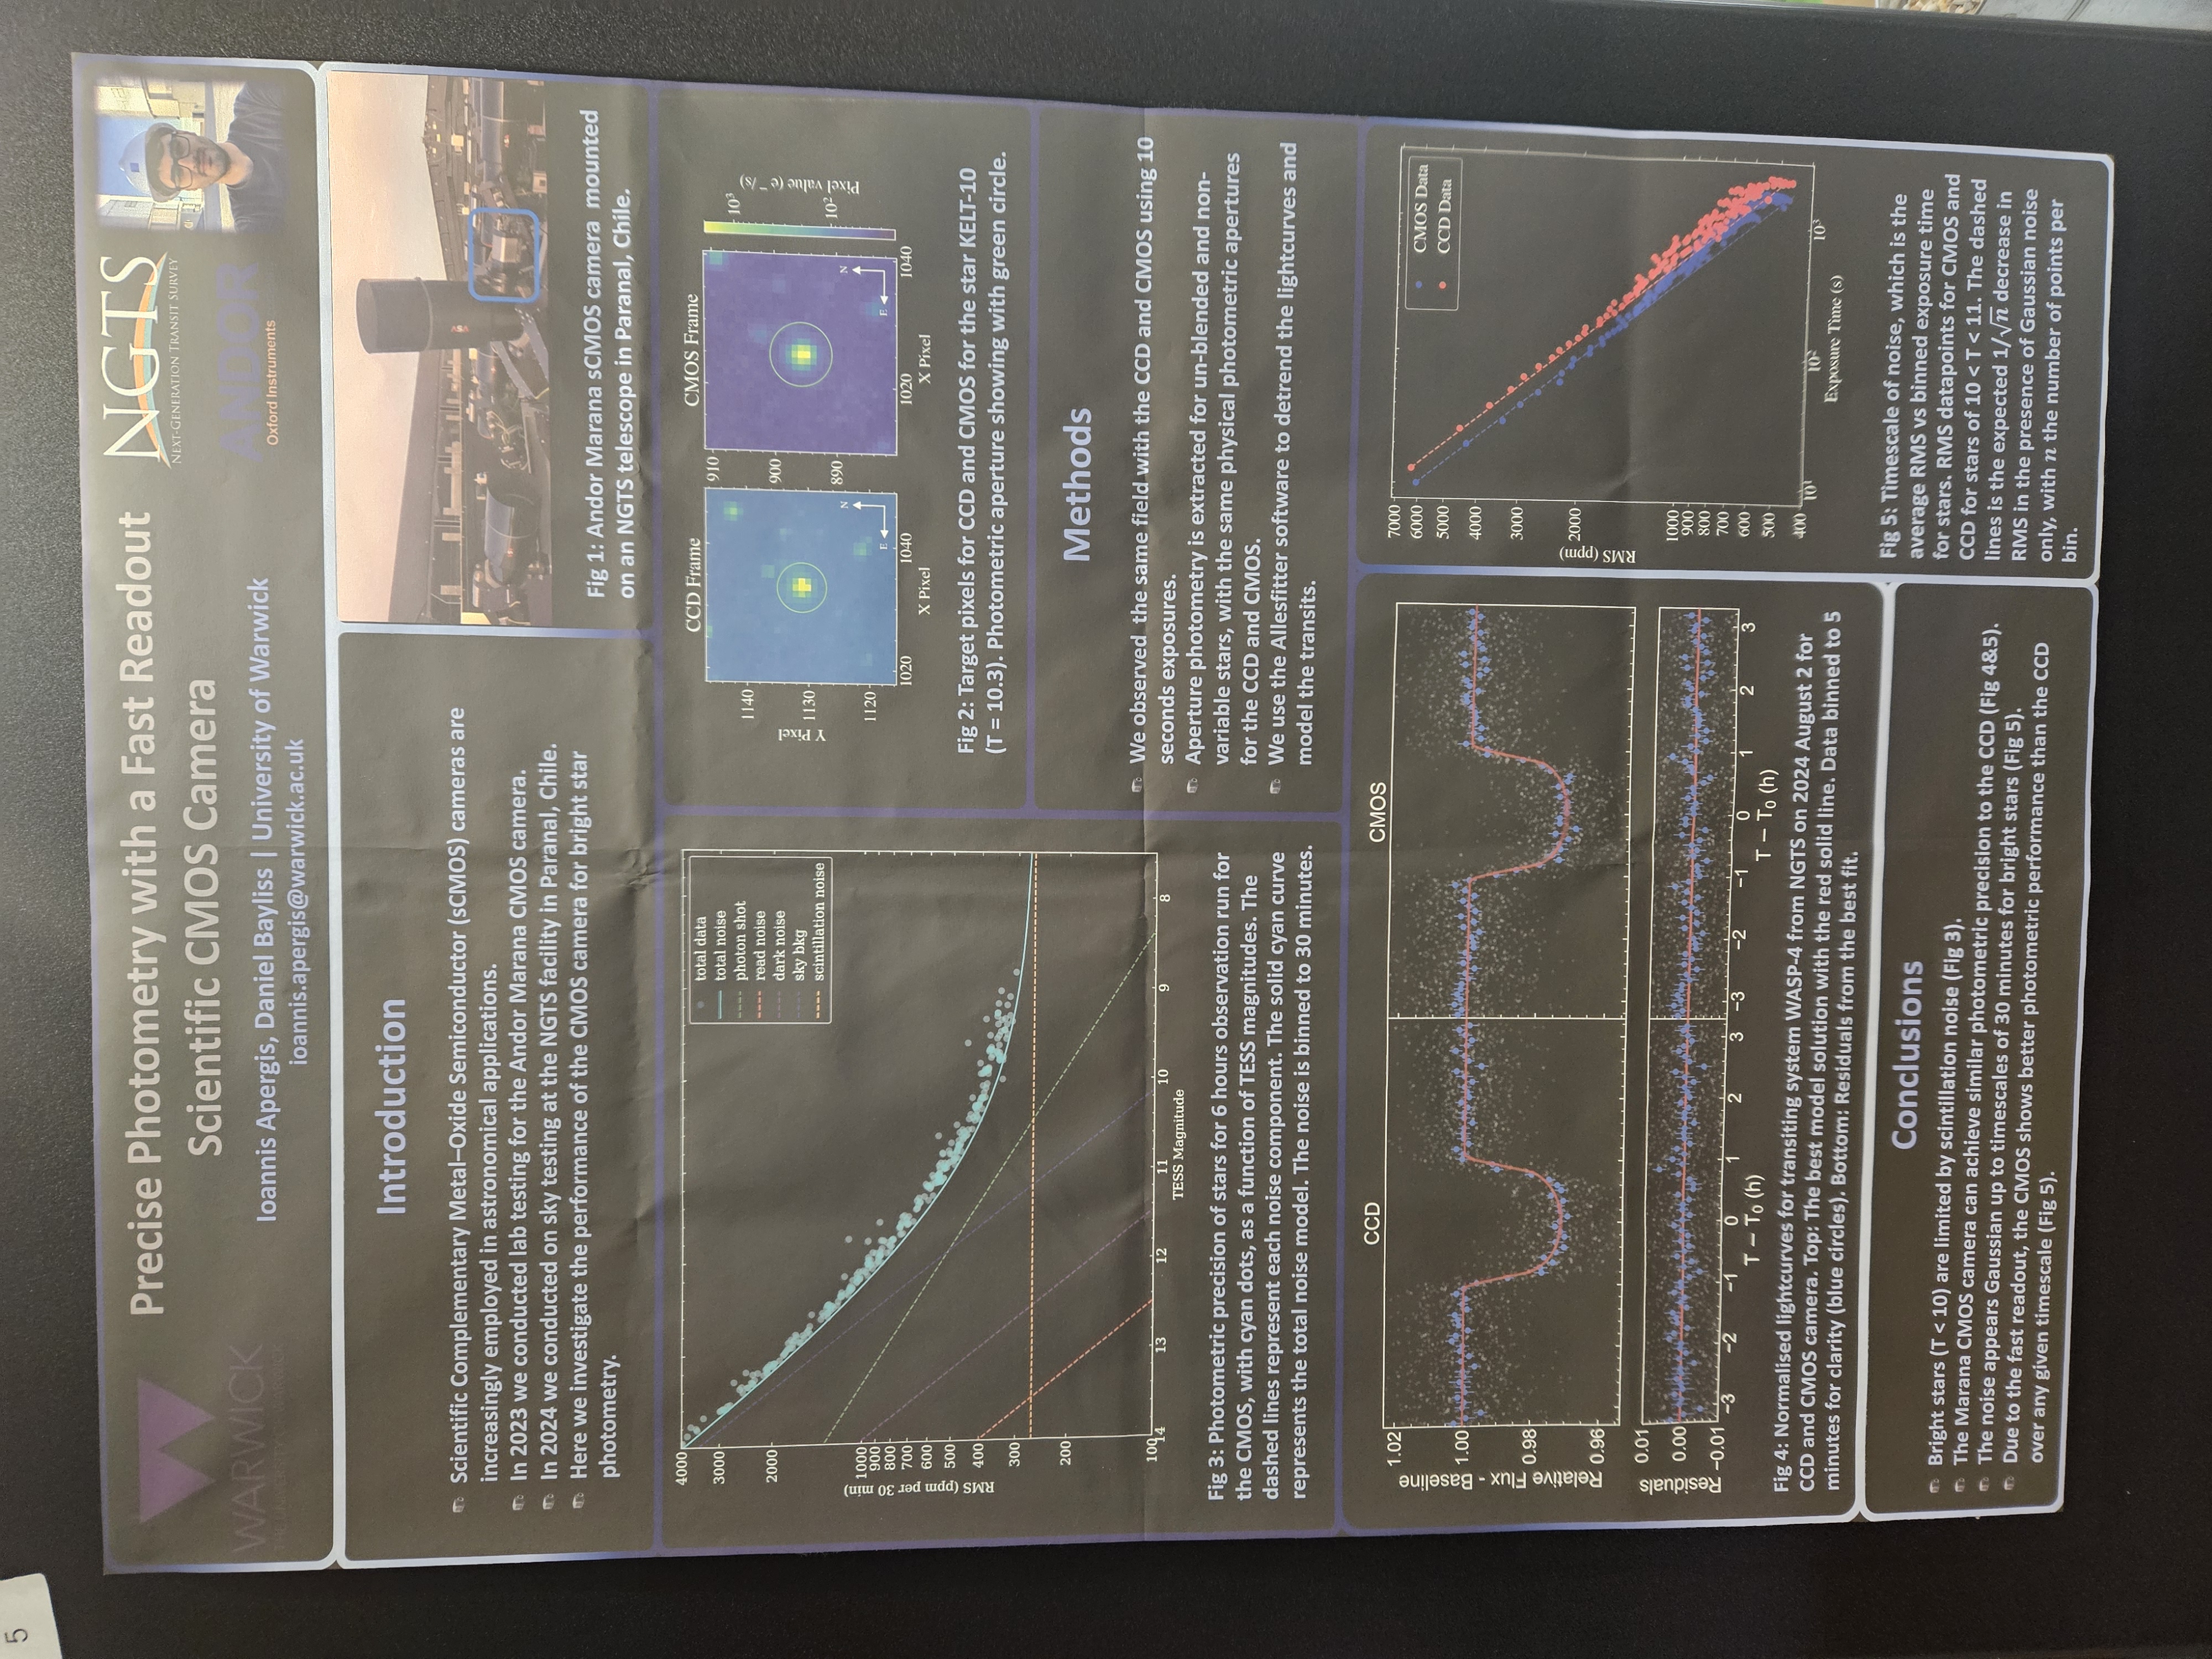 5
Precise Photometry with a Fast Readout
Scientific CMOS Camera
Ioannis Apergis, Daniel Bayliss | University of Warwick
ioannis.apergis@warwick.ac.uk
WARWICK
THE UNIVERSITY OF WARWICK
NGTS
NEXT-GENERATION TRANSIT SURVEY
ANDOR
Oxford Instruments
Introduction
Scientific Complementary Metal–Oxide Semiconductor (sCMOS) cameras are
increasingly employed in astronomical applications.
In 2023 we conducted lab testing for the Andor Marana CMOS camera.
In 2024 we conducted on sky testing at the NGTS facility in Paranal, Chile.
Here we investigate the performance of the CMOS camera for bright star
photometry.
Fig 1: Andor Marana sCMOS camera mounted
on an NGTS telescope in Paranal, Chile.
4000
3000
2000
1000
900
800
700
600
500
400
300
200
100
RMS (ppm per 30 min)
total data
total noise
photon shot
read noise
dark noise
sky bkg
scintillation noise
14 13 12 11 10 9 8
TESS Magnitude
Fig 3: Photometric precision of stars for 6 hours observation run for
the CMOS, with cyan dots, as a function of TESS magnitudes. The
dashed lines represent each noise component. The solid cyan curve
represents the total noise model. The noise is binned to 30 minutes.
CCD Frame
1140
1130
1120
Y Pixel
N
E
1020 1040
X Pixel
CMOS Frame
910
900
890
N
E
1020 1040
X Pixel
10³
10²
Pixel value (e⁻/s)
Fig 2: Target pixels for CCD and CMOS for the star KELT-10
(T = 10.3). Photometric aperture showing with green circle.
Methods
We observed the same field with the CCD and CMOS using 10
seconds exposures.
Aperture photometry is extracted for un-blended and non-
variable stars, with the same physical photometric apertures
for the CCD and CMOS.
We use the Allesfitter software to detrend the lightcurves and
model the transits.
CCD
CMOS
1.02
1.00
0.98
0.96
Relative Flux - Baseline
0.01
0.00
−0.01
Residuals
−3 −2 −1 0 1 2 3 −3 −2 −1 0 1 2 3
T − T₀ (h)
T − T₀ (h)
Fig 4: Normalised lightcurves for transiting system WASP-4 from NGTS on 2024 August 2 for
CCD and CMOS camera. Top: The best model solution with the red solid line. Data binned to 5
minutes for clarity (blue circles). Bottom: Residuals from the best fit.
7000
6000
5000
4000
3000
2000
1000
900
800
700
600
500
400
RMS (ppm)
CMOS Data
CCD Data
10¹ 10² 10³
Exposure Time (s)
Fig 5: Timescale of noise, which is the
average RMS vs binned exposure time
for stars. RMS datapoints for CMOS and
CCD for stars of 10 < T < 11. The dashed
lines is the expected 1/√n decrease in
RMS in the presence of Gaussian noise
only, with n the number of points per
bin.
Conclusions
Bright stars (T < 10) are limited by scintillation noise (Fig 3).
The Marana CMOS camera can achieve similar photometric precision to the CCD (Fig 4&5).
The noise appears Gaussian up to timescales of 30 minutes for bright stars (Fig 5).
Due to the fast readout, the CMOS shows better photometric performance than the CCD
over any given timescale (Fig 5).